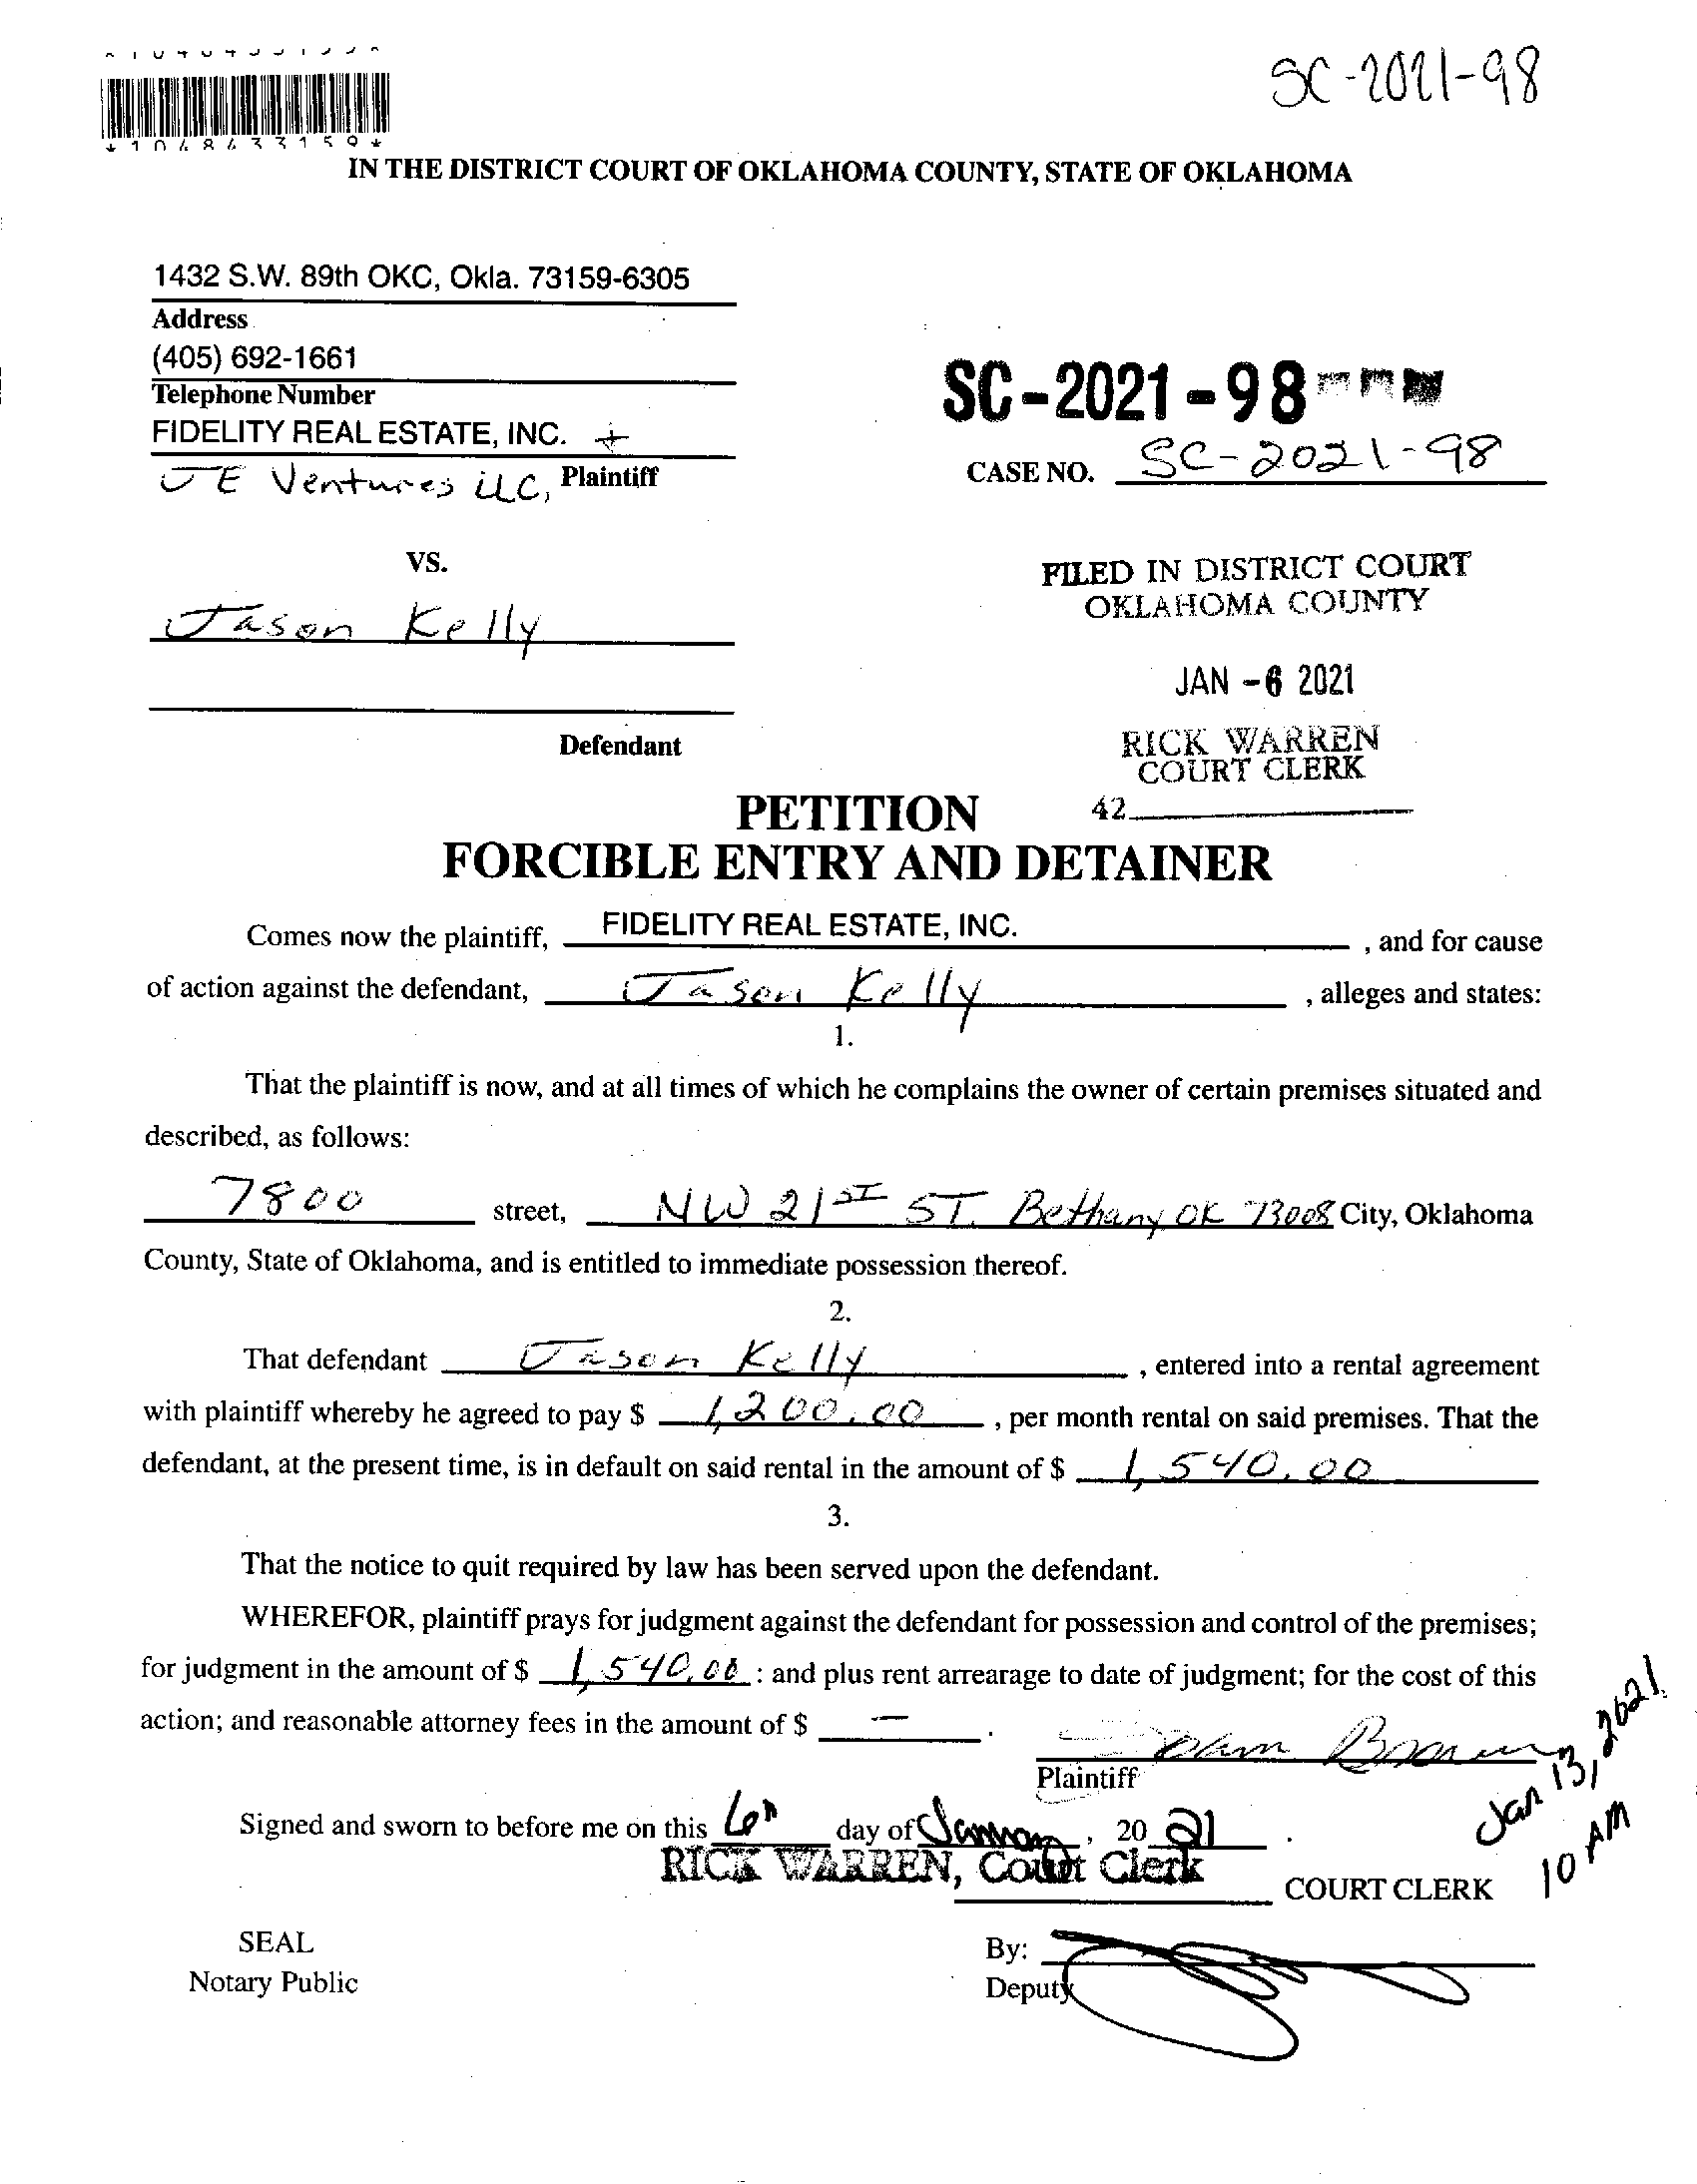 SC-2021-98
*1048433159*
IN THE DISTRICT COURT OF OKLAHOMA COUNTY, STATE OF OKLAHOMA
1432 S.W. 89th OKC, Okla. 73159-6305
Address
(405) 692-1661
Telephone Number
FIDELITY REAL ESTATE, INC. +
JE Ventures LLC, Plaintiff
SC-2021-98
CASE NO. SC-2021-98
VS.
Jason Kelly
Defendant
FILED IN DISTRICT COURT
OKLAHOMA COUNTY
JAN -6 2021
RICK WARREN
COURT CLERK
42
PETITION
FORCIBLE ENTRY AND DETAINER
Comes now the plaintiff, FIDELITY REAL ESTATE, INC. , and for cause
of action against the defendant, Jason Kelly , alleges and states:
1.
That the plaintiff is now, and at all times of which he complains the owner of certain premises situated and
described, as follows:
7800 street, NW 21ST ST. Bethany OK 73008 City, Oklahoma
County, State of Oklahoma, and is entitled to immediate possession thereof.
2.
That defendant Jason Kelly , entered into a rental agreement
with plaintiff whereby he agreed to pay $ 1,200.00 , per month rental on said premises. That the
defendant, at the present time, is in default on said rental in the amount of $ 1,540.00
3.
That the notice to quit required by law has been served upon the defendant.
WHEREFOR, plaintiff prays for judgment against the defendant for possession and control of the premises;
for judgment in the amount of $ 1,540.00 : and plus rent arrearage to date of judgment; for the cost of this
action; and reasonable attorney fees in the amount of $ — .
Plaintiff
Jan 13, 2021
10 AM
Signed and sworn to before me on this 6th day of January, 20 21 .
RICK WARREN, Court Clerk
COURT CLERK
SEAL
Notary Public
By:
Deputy